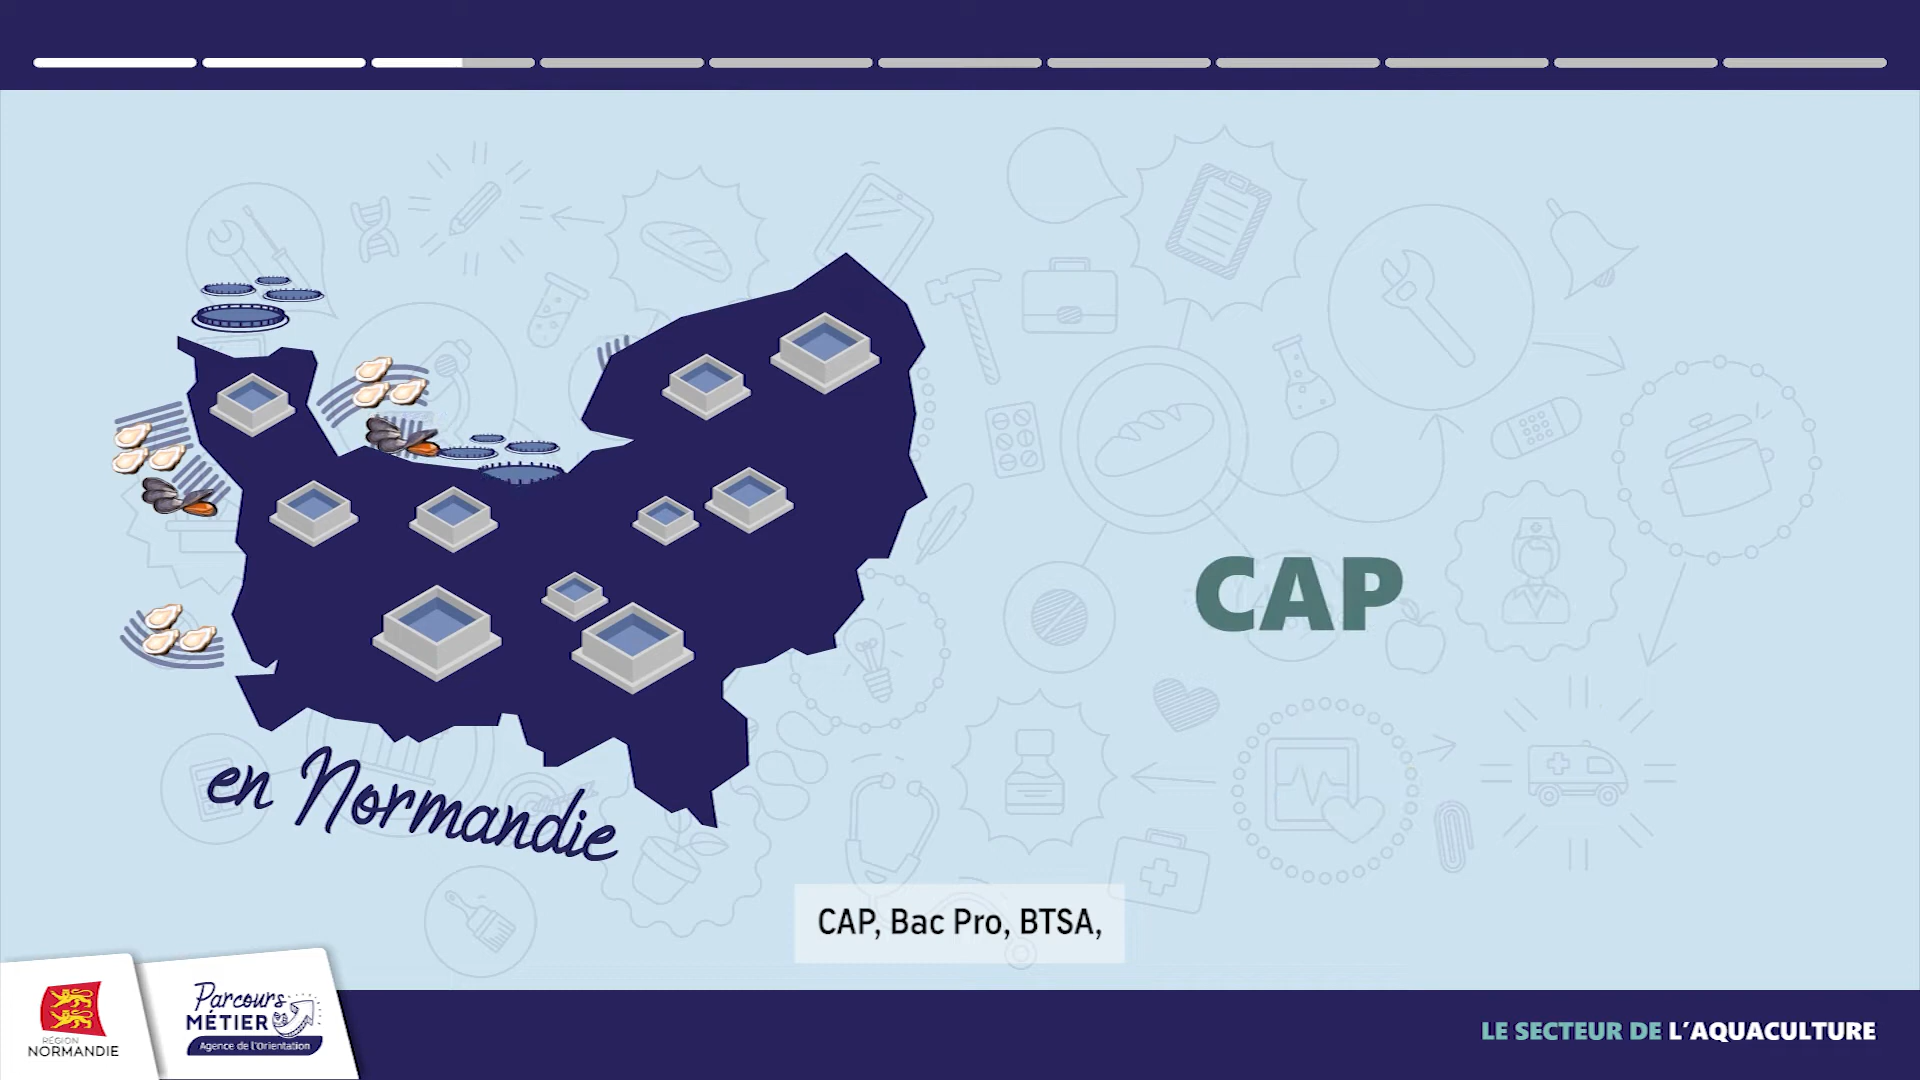 CAP
en Normandie
CAP, Bac Pro, BTSA,
RÉGION
NORMANDIE
Parcours
MÉTIER
Agence de l'Orientation
LE SECTEUR DE L'AQUACULTURE